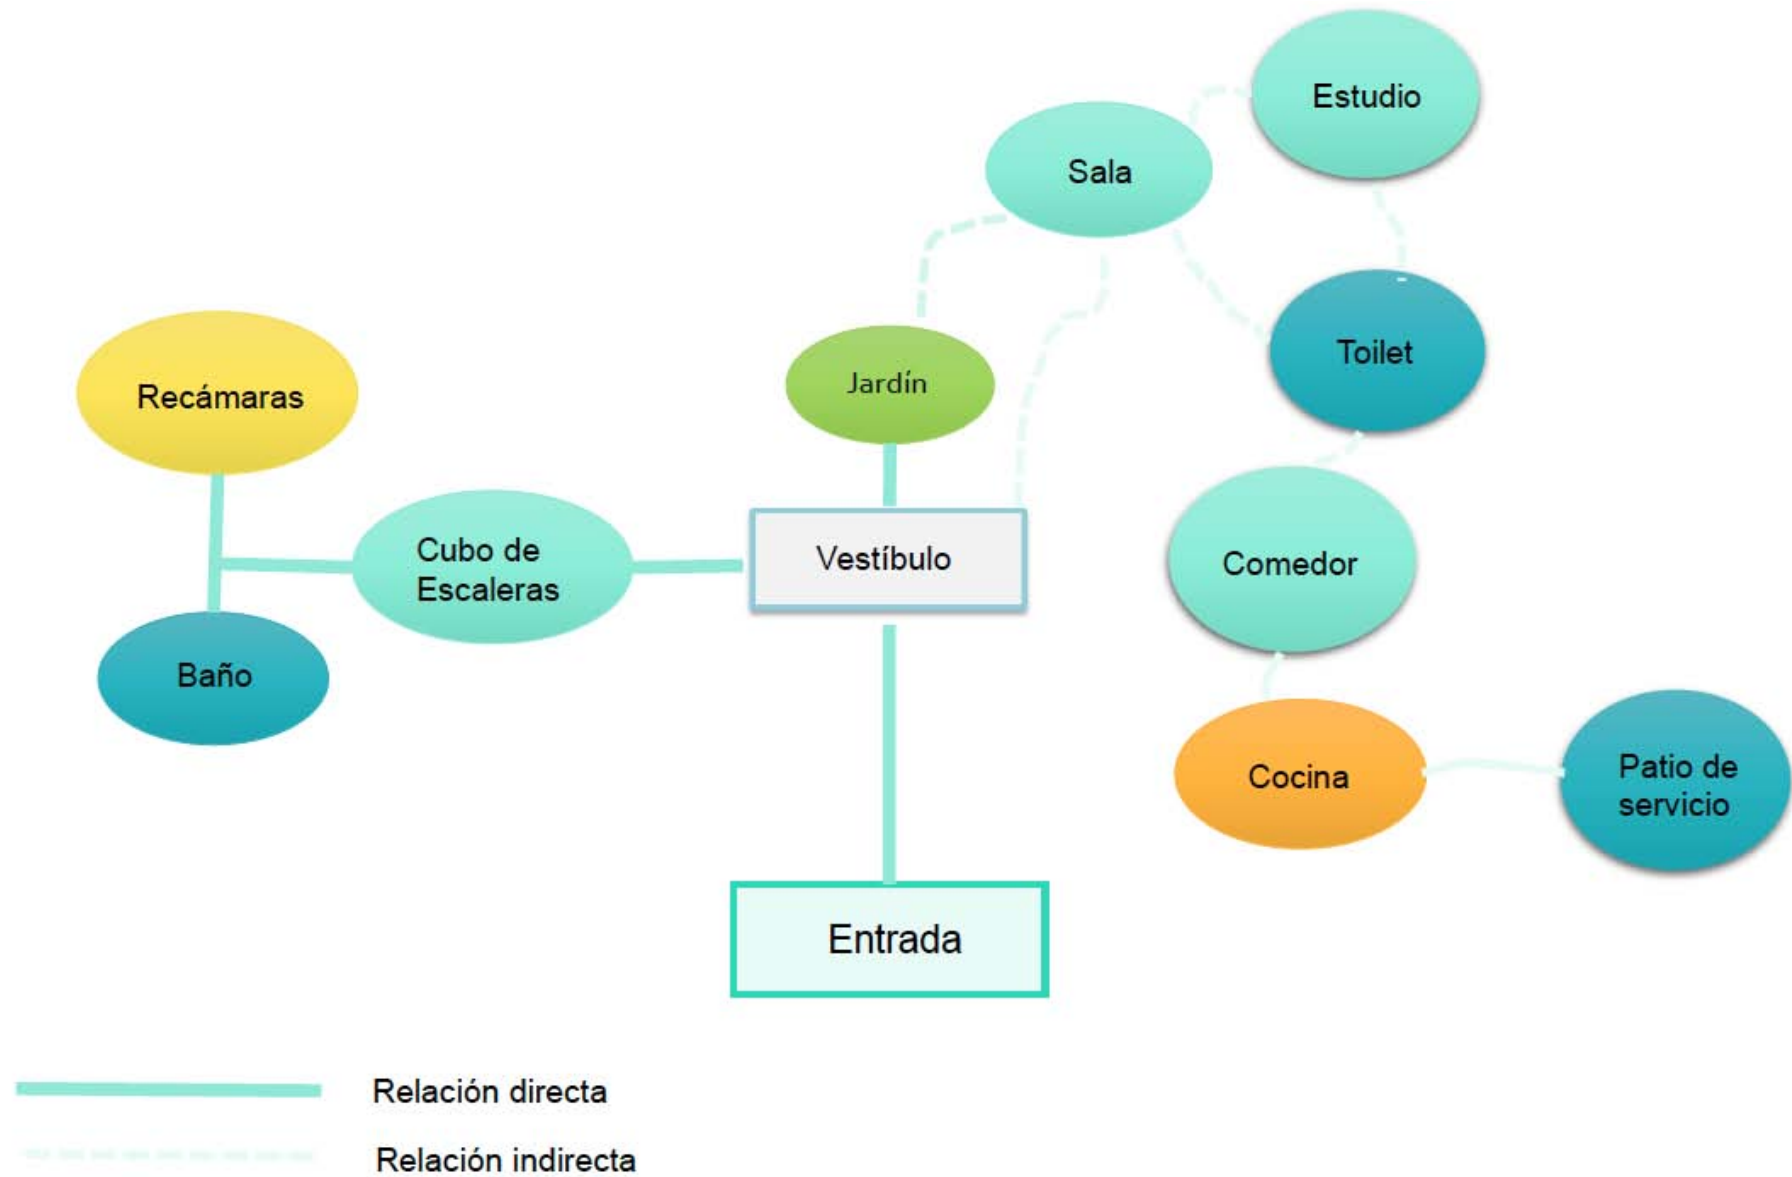 Estudio
Sala
Toilet
Jardín
Recámaras
Cubo de
Escaleras
Vestíbulo
Comedor
Baño
Cocina
Patio de
servicio
Entrada
Relación directa
Relación indirecta